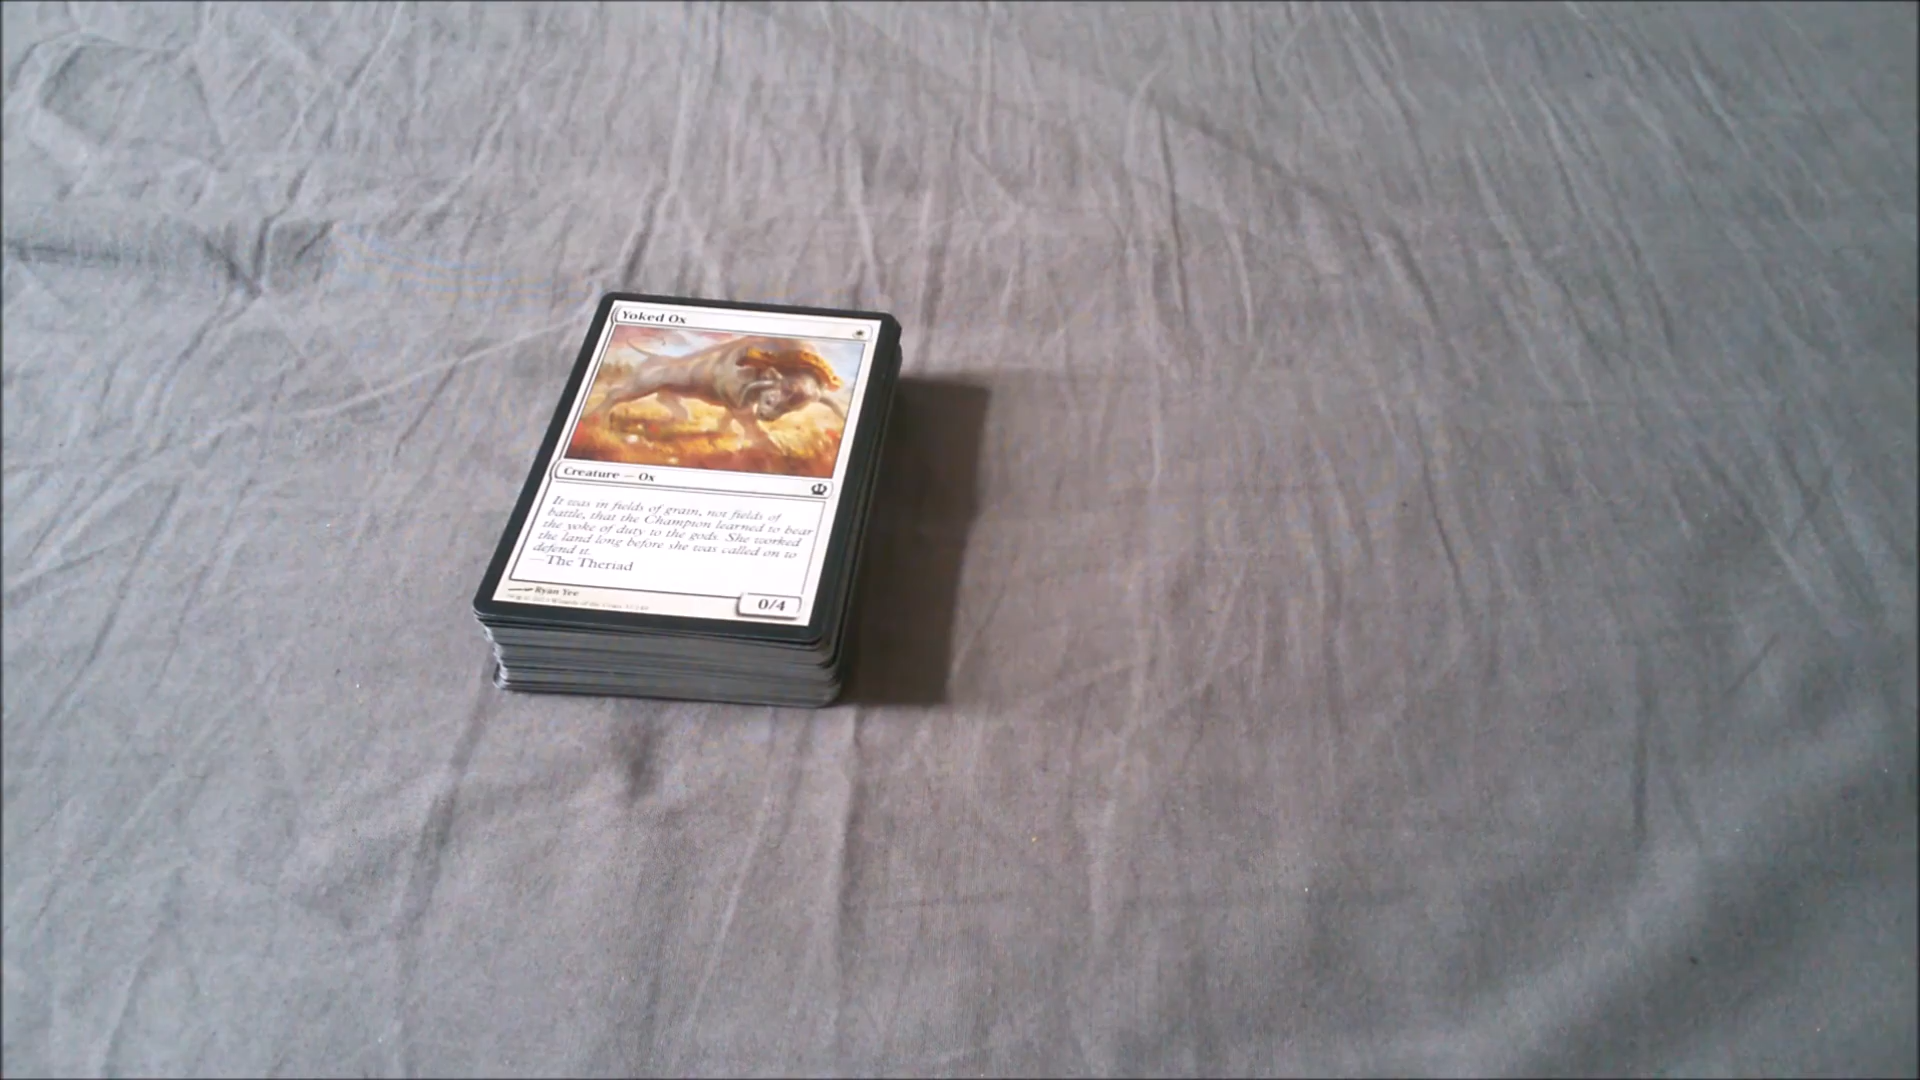 Yoked Ox
Creature — Ox
It was in fields of grain, not fields of
battle, that the Champion learned to bear
the yoke of duty to the gods. She worked
the land long before she was called on to
defend it.
—The Theriad
Ryan Yee
0/4